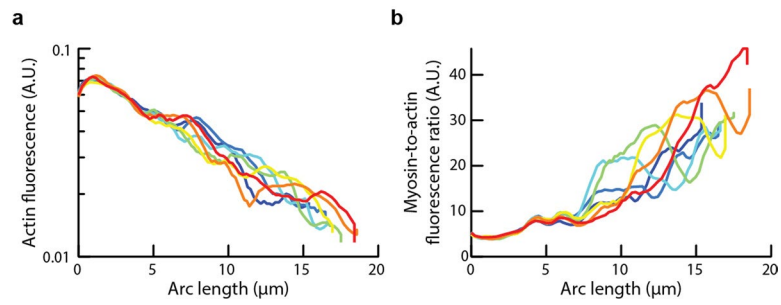 a
b
Actin fluorescence (A.U.)
0.1
0.01
0
5
10
15
20
Arc length (μm)
Myosin-to-actin
fluorescence ratio (A.U.)
40
30
20
10
0
0
5
10
15
20
Arc length (μm)